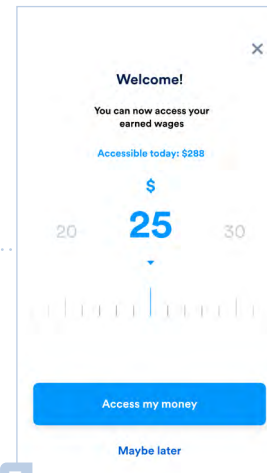 Welcome!
You can now access your
earned wages
Accessible today: $288
$
20 25 30
Access my money
Maybe later